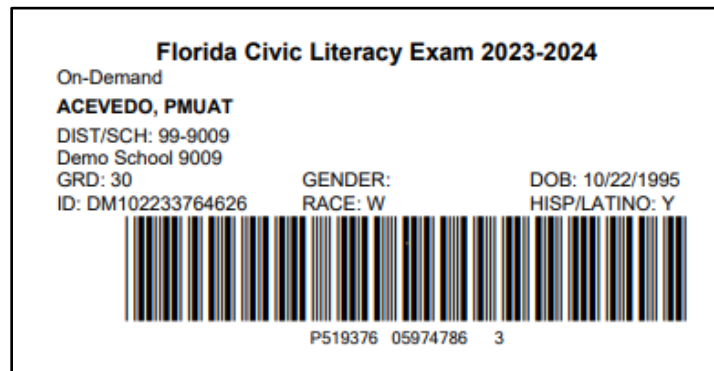 Florida Civic Literacy Exam 2023-2024
On-Demand
ACEVEDO, PMUAT
DIST/SCH: 99-9009
Demo School 9009
GRD: 30 GENDER: DOB: 10/22/1995
ID: DM102233764626 RACE: W HISP/LATINO: Y
P519376 05974786 3